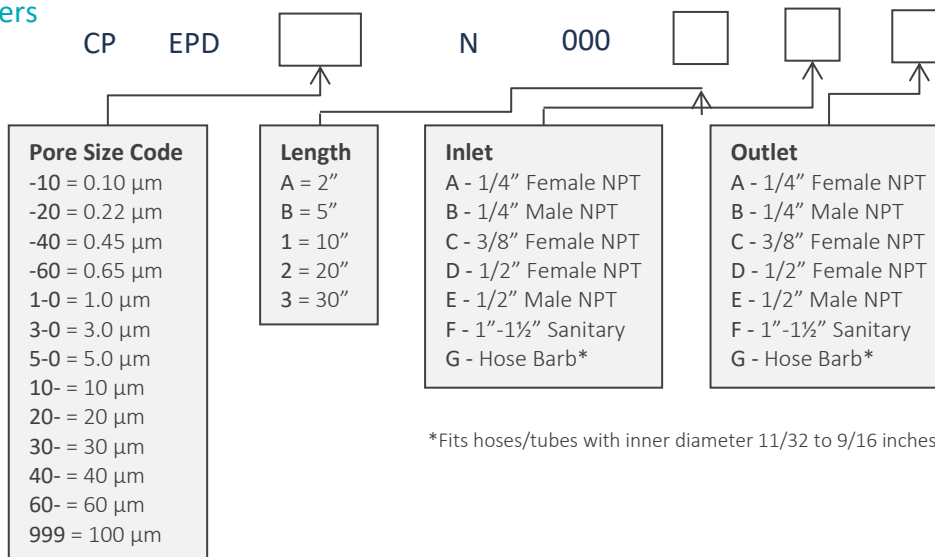 ers
CP EPD N 000
Pore Size Code
-10 = 0.10 µm
-20 = 0.22 µm
-40 = 0.45 µm
-60 = 0.65 µm
1-0 = 1.0 µm
3-0 = 3.0 µm
5-0 = 5.0 µm
10- = 10 µm
20- = 20 µm
30- = 30 µm
40- = 40 µm
60- = 60 µm
999 = 100 µm
Length
A = 2”
B = 5”
1 = 10”
2 = 20”
3 = 30”
Inlet
A - 1/4” Female NPT
B - 1/4” Male NPT
C - 3/8” Female NPT
D - 1/2” Female NPT
E - 1/2” Male NPT
F - 1”-1½” Sanitary
G - Hose Barb*
Outlet
A - 1/4” Female NPT
B - 1/4” Male NPT
C - 3/8” Female NPT
D - 1/2” Female NPT
E - 1/2” Male NPT
F - 1”-1½” Sanitary
G - Hose Barb*
*Fits hoses/tubes with inner diameter 11/32 to 9/16 inches